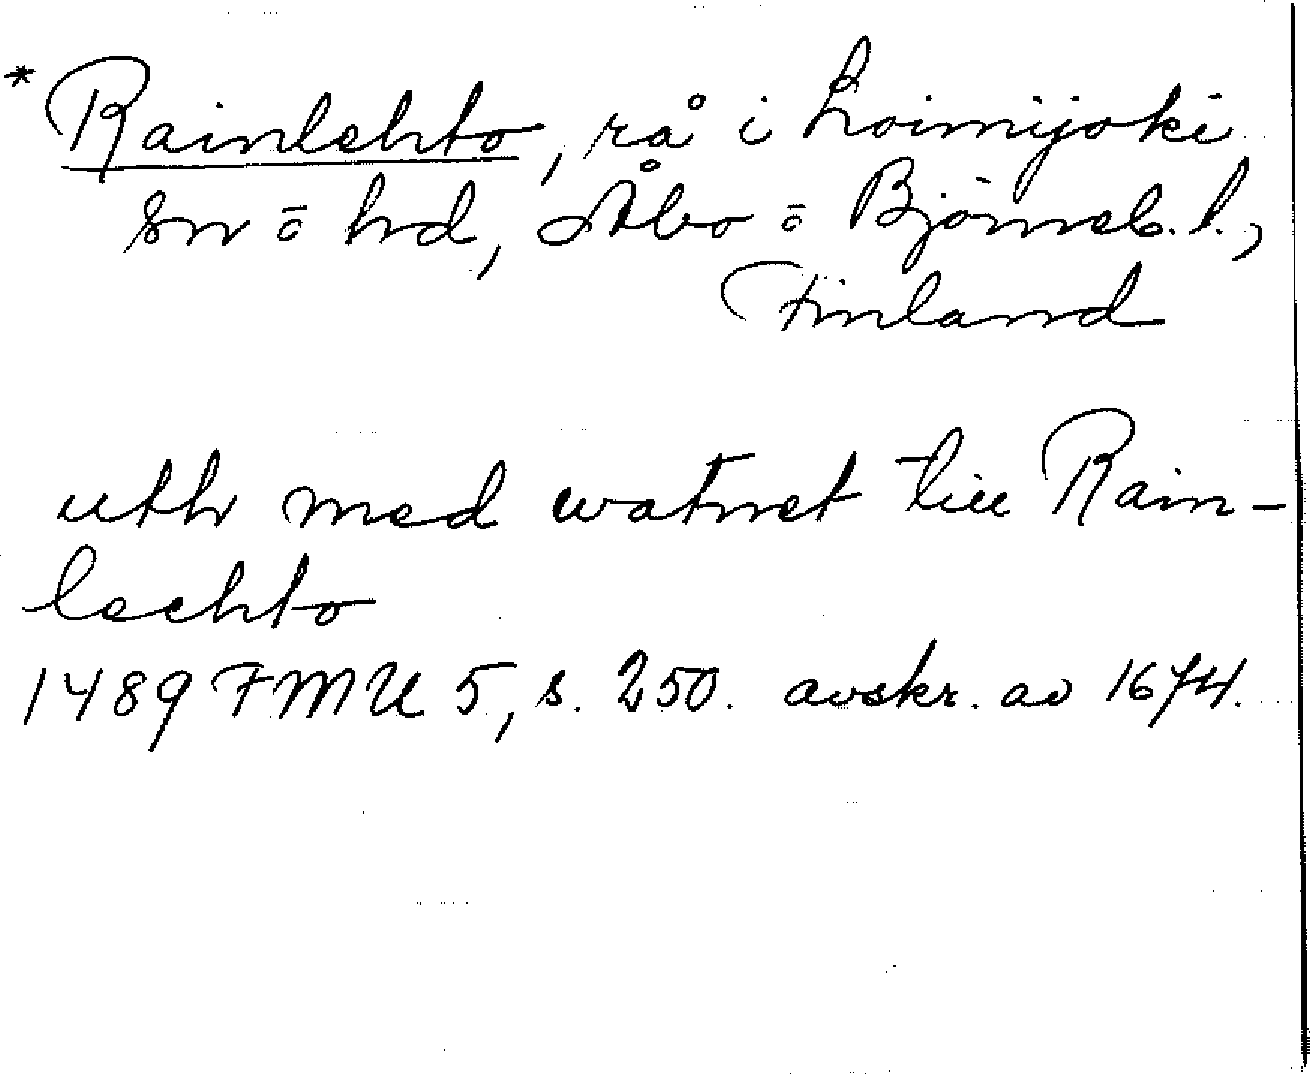 * Rainlehto, rå i Loimijoki
sn ō hd, Åbo ō Björneb. l.,
Finland
uth med watnet till Rain-
lechto
1489 FMU 5, s. 250. avskr. av 1674.